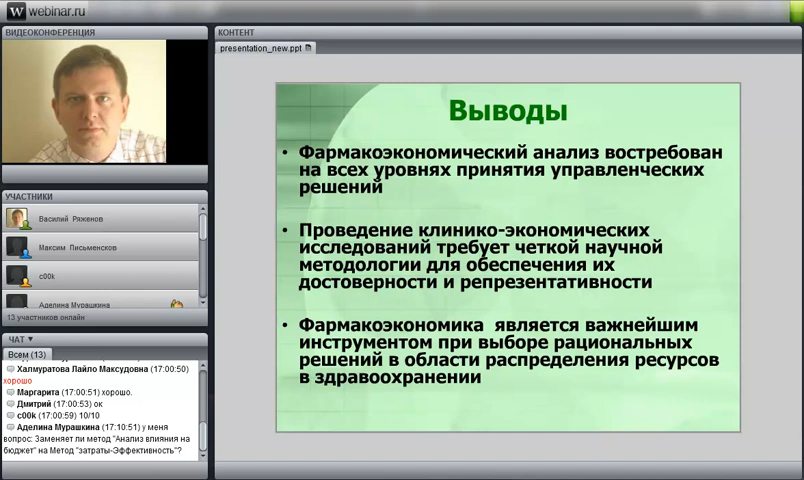 webinar.ru
ВИДЕОКОНФЕРЕНЦИЯ
УЧАСТНИКИ
Василий Ряженов
Максим Письменсков
c00k
Аделина Мурашкина
13 участников онлайн
ЧАТ
Всем (13)
Халмуратова Лайло Максудовна (17:00:50)
хорошо
Маргарита (17:00:51) хорошо.
Дмитрий (17:00:53) ок
c00k (17:00:59) 10/10
Аделина Мурашкина (17:10:51) у меня
вопрос: Заменяет ли метод "Анализ влияния на
бюджет" на Метод "затраты-Эффективность"?
КОНТЕНТ
presentation_new.ppt
Выводы
• Фармакоэкономический анализ востребован
на всех уровнях принятия управленческих
решений
• Проведение клинико-экономических
исследований требует четкой научной
методологии для обеспечения их
достоверности и репрезентативности
• Фармакоэкономика является важнейшим
инструментом при выборе рациональных
решений в области распределения ресурсов
в здравоохранении